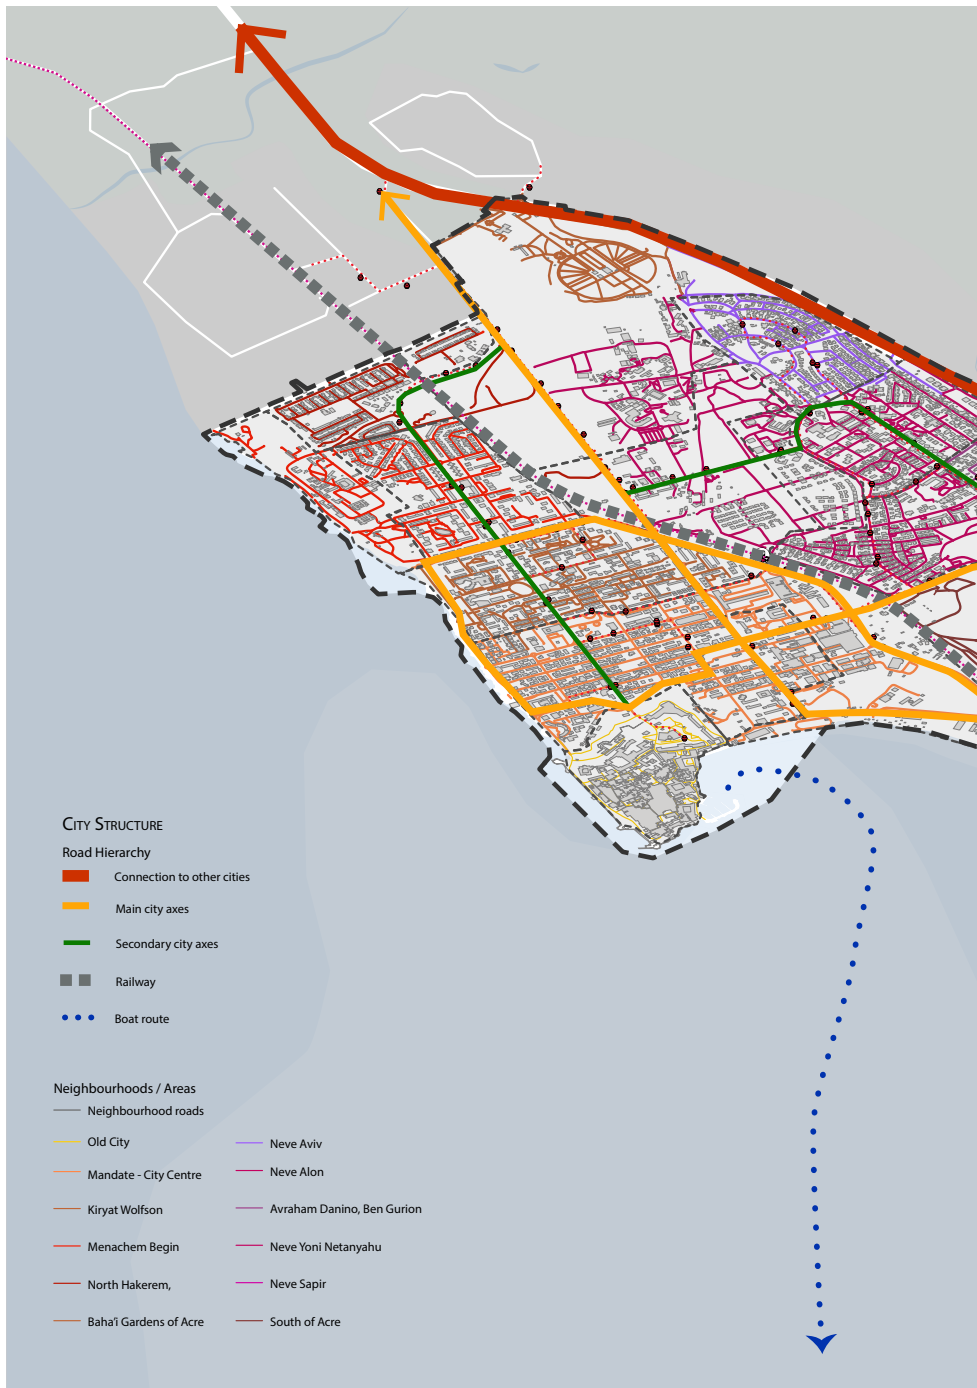 CITY STRUCTURE
Road Hierarchy
Connection to other cities
Main city axes
Secondary city axes
Railway
Boat route
Neighbourhoods / Areas
Neighbourhood roads
Old City
Mandate - City Centre
Kiryat Wolfson
Menachem Begin
North Hakerem,
Baha'i Gardens of Acre
Neve Aviv
Neve Alon
Avraham Danino, Ben Gurion
Neve Yoni Netanyahu
Neve Sapir
South of Acre